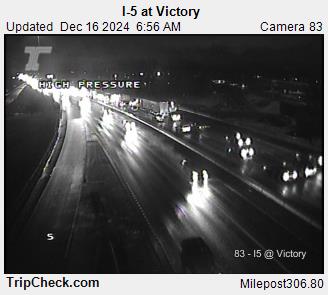 I-5 at Victory
Updated Dec 16 2024 6:56 AM Camera 83
HIGH PRESSURE
S
83 - I5 @ Victory
TripCheck.com Milepost306.80